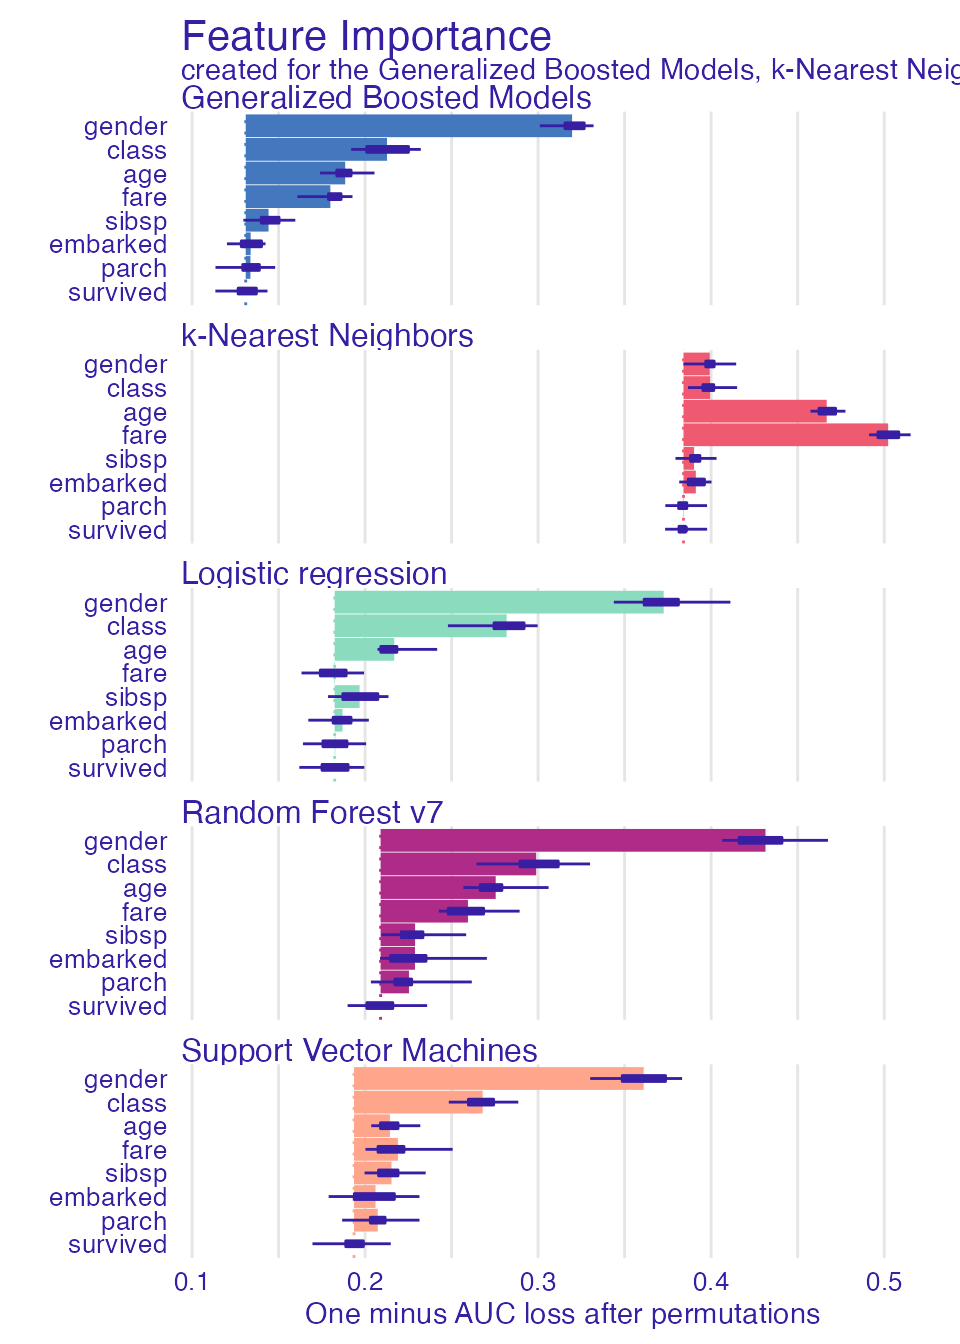 Feature Importance
created for the Generalized Boosted Models, k-Nearest Neig
Generalized Boosted Models
gender
class
age
fare
sibsp
embarked
parch
survived
k-Nearest Neighbors
gender
class
age
fare
sibsp
embarked
parch
survived
Logistic regression
gender
class
age
fare
sibsp
embarked
parch
survived
Random Forest v7
gender
class
age
fare
sibsp
embarked
parch
survived
Support Vector Machines
gender
class
age
fare
sibsp
embarked
parch
survived
0.1 0.2 0.3 0.4 0.5
One minus AUC loss after permutations